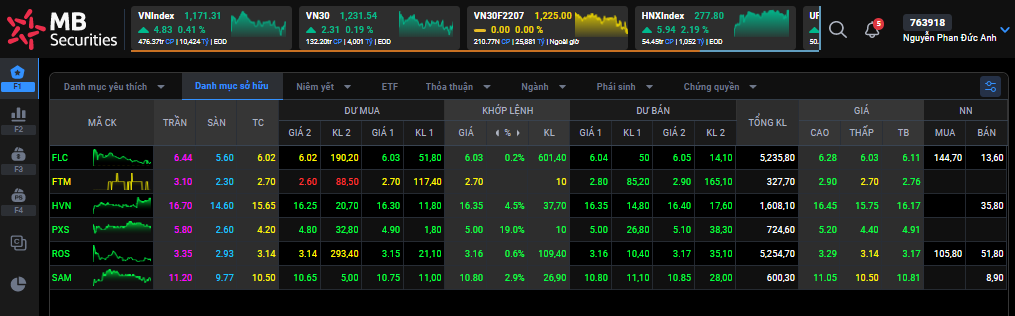 MB
Securities
VNIndex 1,171.31
4.83 0.41 %
476.37tr CP | 10,424 Tỷ | EOD
VN30 1,231.54
2.31 0.19 %
132.20tr CP | 4,001 Tỷ | EOD
VN30F2207 1,225.00
0.00 0.00 %
210.77N CP | 25,881 Tỷ | Ngoài giờ
HNXIndex 277.80
5.94 2.19 %
54.45tr CP | 1,052 Tỷ | EOD
5
763918
Nguyễn Phan Đức Anh
F1
F2
F3
F4
Danh mục yêu thích Danh mục sở hữu Niêm yết ETF Thỏa thuận Ngành Phái sinh Chứng quyền
MÃ CK TRẦN SÀN TC DƯ MUA KHỚP LỆNH DƯ BÁN TỔNG KL GIÁ NN
GIÁ 2 KL 2 GIÁ 1 KL 1 GIÁ % KL GIÁ 1 KL 1 GIÁ 2 KL 2 CAO THẤP TB MUA BÁN
FLC 6.44 5.60 6.02 6.02 190,20 6.03 51,80 6.03 0.2% 601,40 6.04 50 6.05 14,10 5,235,80 6.28 6.03 6.11 144,70 13,60
FTM 3.10 2.30 2.70 2.60 88,50 2.70 117,40 2.70 10 2.80 85,20 2.90 165,10 327,70 2.90 2.70 2.76
HVN 16.70 14.60 15.65 16.25 20,70 16.30 11,80 16.35 4.5% 37,70 16.35 14,80 16.40 17,60 1,608,10 16.45 15.75 16.17 35,80
PXS 5.80 2.60 4.20 4.80 32,80 4.90 1,80 5.00 19.0% 10 5.00 26,80 5.10 38,30 724,60 5.20 4.40 4.91
ROS 3.35 2.93 3.14 3.14 293,40 3.15 21,10 3.16 0.6% 109,40 3.16 10,40 3.17 35,10 5,254,70 3.29 3.14 3.17 105,80 51,80
SAM 11.20 9.77 10.50 10.65 5,00 10.75 11,00 10.80 2.9% 26,90 10.80 11,10 10.85 28,00 600,30 11.05 10.50 10.81 8,90